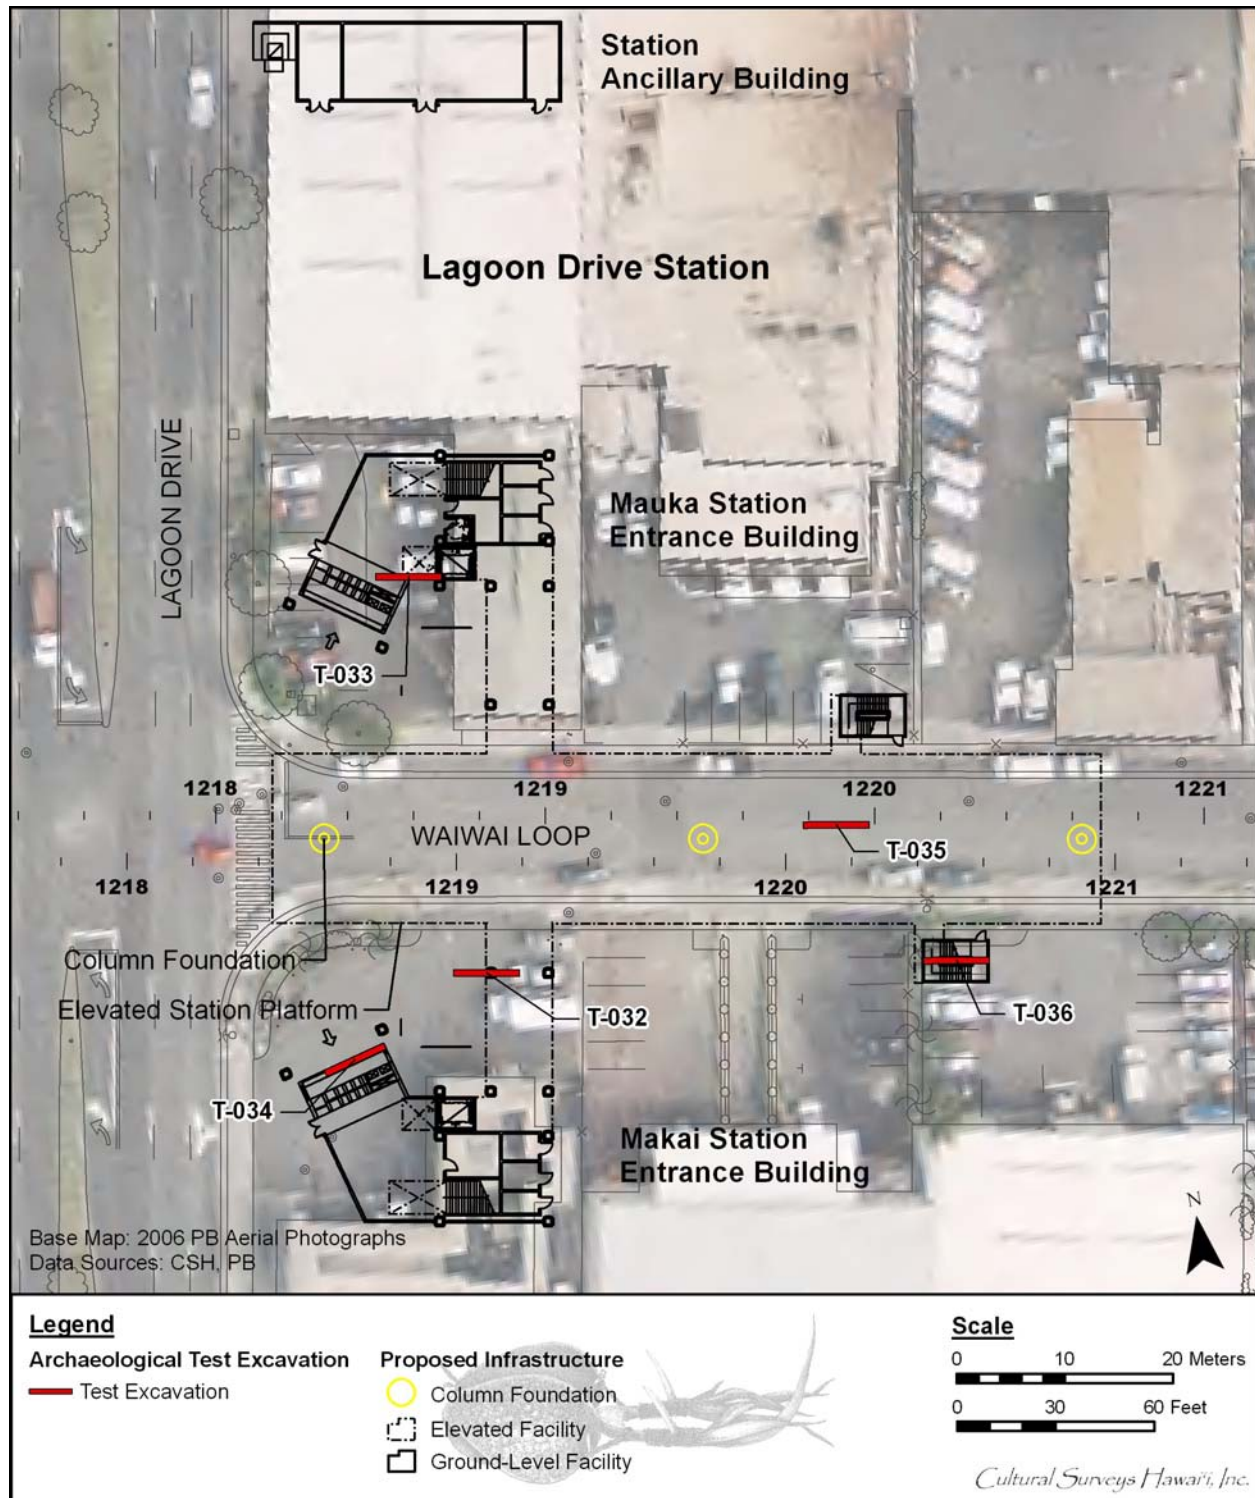 Station
Ancillary Building
Lagoon Drive Station
LAGOON DRIVE
Mauka Station
Entrance Building
T-033
1218
1219
1220
1221
WAIWAI LOOP
T-035
1218
1219
1220
1221
Column Foundation
Elevated Station Platform
T-032
T-036
T-034
Makai Station
Entrance Building
N
Base Map: 2006 PB Aerial Photographs
Data Sources: CSH, PB
Legend
Archaeological Test Excavation
Test Excavation
Proposed Infrastructure
Column Foundation
Elevated Facility
Ground-Level Facility
Scale
0 10 20 Meters
0 30 60 Feet
Cultural Surveys Hawai'i, Inc.